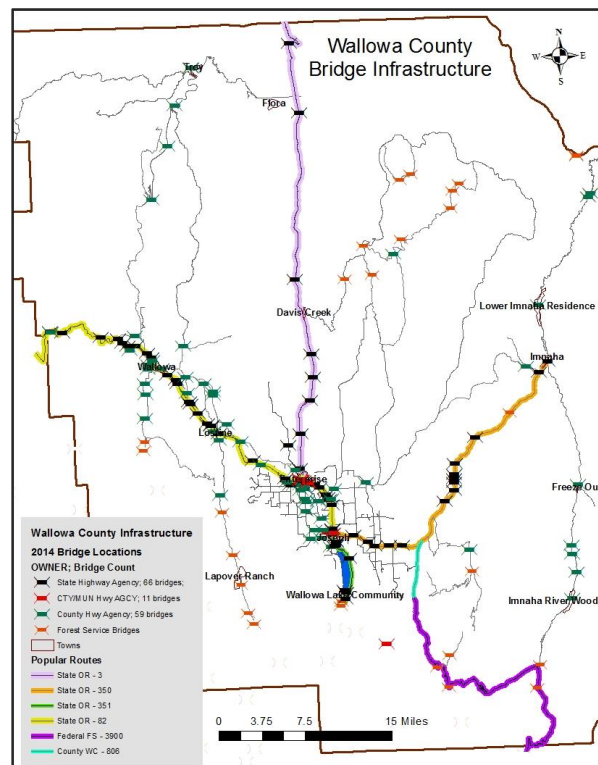 Wallowa County
Bridge Infrastructure
N
W E
S
Troy
Flora
Davis Creek
Lower Imnaha Residence
Imnaha
Wallowa
Lostine
Freeze Ou
Lapover Ranch
Wallowa Lake Community
Imnaha River Wood
Wallowa County Infrastructure
2014 Bridge Locations
OWNER; Bridge Count
State Highway Agency; 66 bridges;
CTY/MUN Hwy AGCY; 11 bridges
County Hwy Agency; 59 bridges
Forest Service Bridges
Towns
Popular Routes
State OR - 3
State OR - 350
State OR - 351
State OR - 82
Federal FS - 3900
County WC - 806
0 3.75 7.5 15 Miles